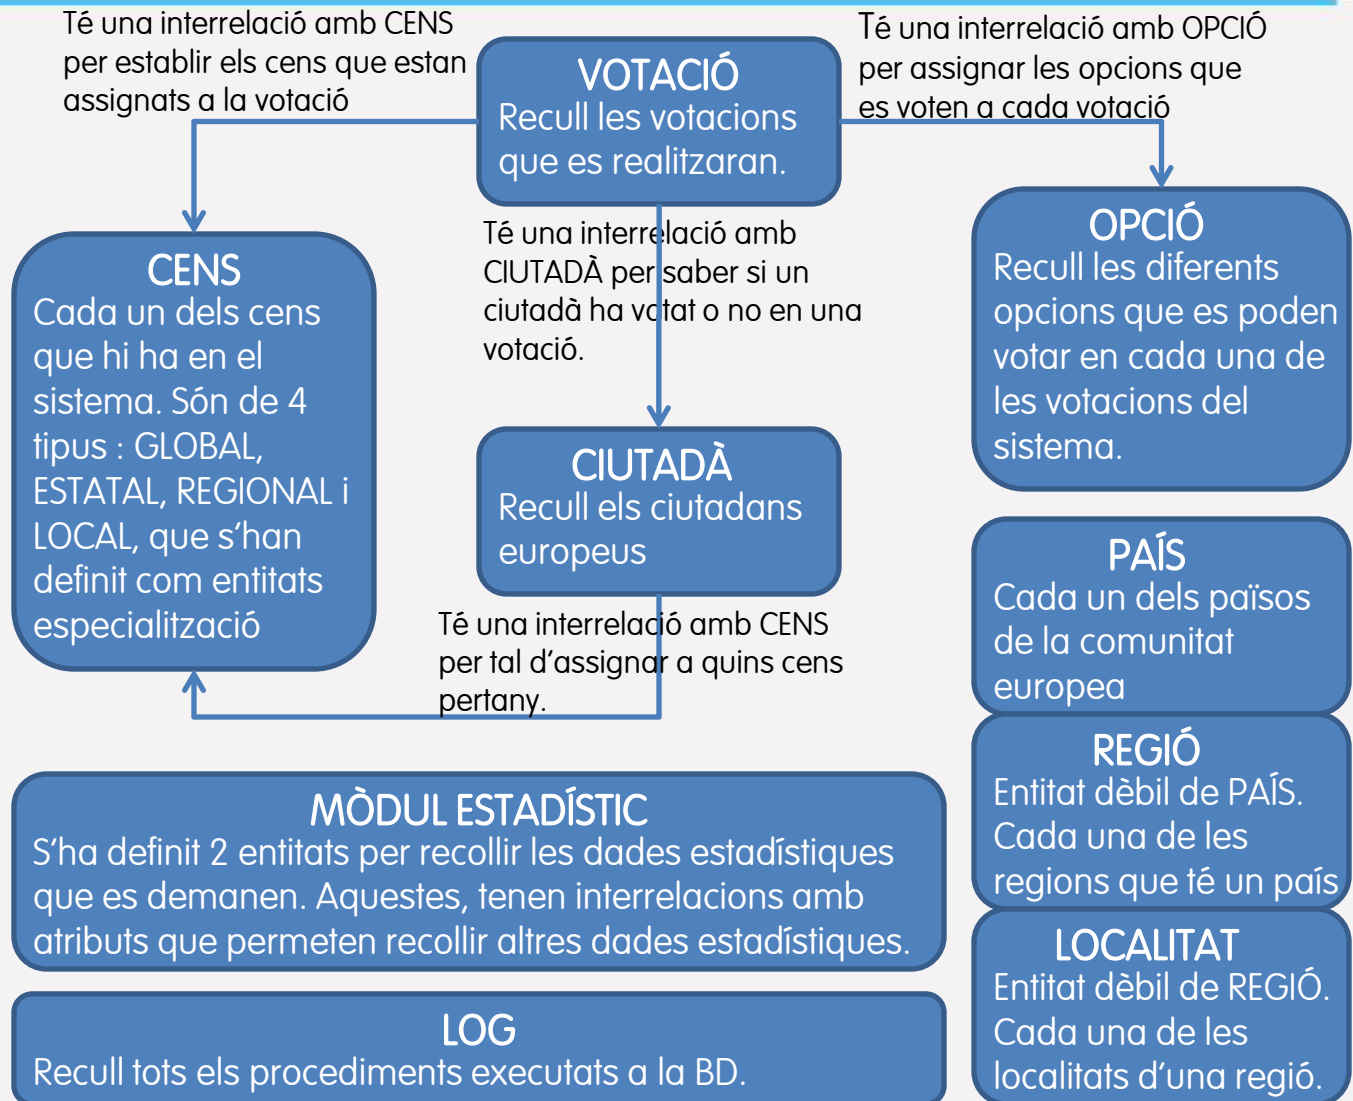 Té una interrelació amb CENS
per establir els cens que estan
assignats a la votació
VOTACIÓ
Recull les votacions
que es realitzaran.
Té una interrelació amb OPCIÓ
per assignar les opcions que
es voten a cada votació
CENS
Cada un dels cens
que hi ha en el
sistema. Són de 4
tipus : GLOBAL,
ESTATAL, REGIONAL i
LOCAL, que s’han
definit com entitats
especialització
Té una interrelació amb
CIUTADÀ per saber si un
ciutadà ha votat o no en una
votació.
OPCIÓ
Recull les diferents
opcions que es poden
votar en cada una de
les votacions del
sistema.
CIUTADÀ
Recull els ciutadans
europeus
Té una interrelació amb CENS
per tal d’assignar a quins cens
pertany.
PAÍS
Cada un dels països
de la comunitat
europea
REGIÓ
Entitat dèbil de PAÍS.
Cada una de les
regions que té un país
LOCALITAT
Entitat dèbil de REGIÓ.
Cada una de les
localitats d’una regió.
MÒDUL ESTADÍSTIC
S’ha definit 2 entitats per recollir les dades estadístiques
que es demanen. Aquestes, tenen interrelacions amb
atributs que permeten recollir altres dades estadístiques.
LOG
Recull tots els procediments executats a la BD.